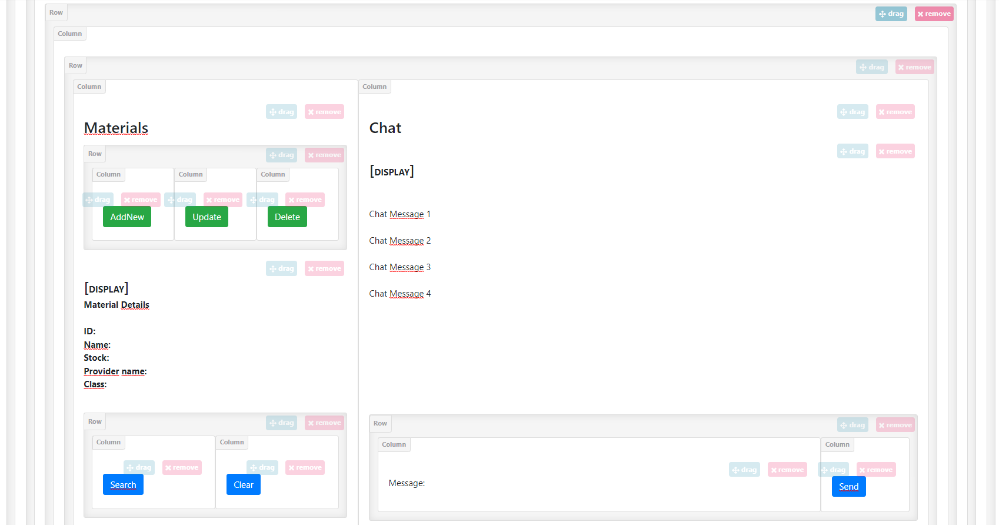 Row
drag
remove
Column
Row
drag
remove
Column
drag
remove
Materials
Row
drag
remove
Column
Column
Column
drag
remove
drag
remove
drag
remove
AddNew
Update
Delete
drag
remove
[DISPLAY]
Material Details
ID:
Name:
Stock:
Provider name:
Class:
Row
drag
remove
Column
Column
drag
remove
drag
remove
Search
Clear
Column
drag
remove
Chat
drag
remove
[DISPLAY]
Chat Message 1
Chat Message 2
Chat Message 3
Chat Message 4
Row
drag
remove
Column
Column
drag
remove
drag
remove
Message:
Send